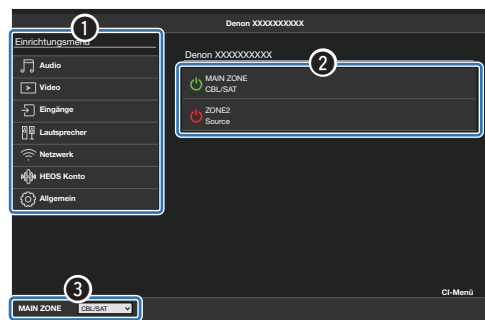 Denon XXXXXXXXXX
1
Einrichtungsmenü
Audio
Video
Eingänge
Lautsprecher
Netzwerk
HEOS Konto
Allgemein
Denon XXXXXXXXXX
2
MAIN ZONE
CBL/SAT
ZONE2
Source
CI-Menü
3
MAIN ZONE CBL/SAT